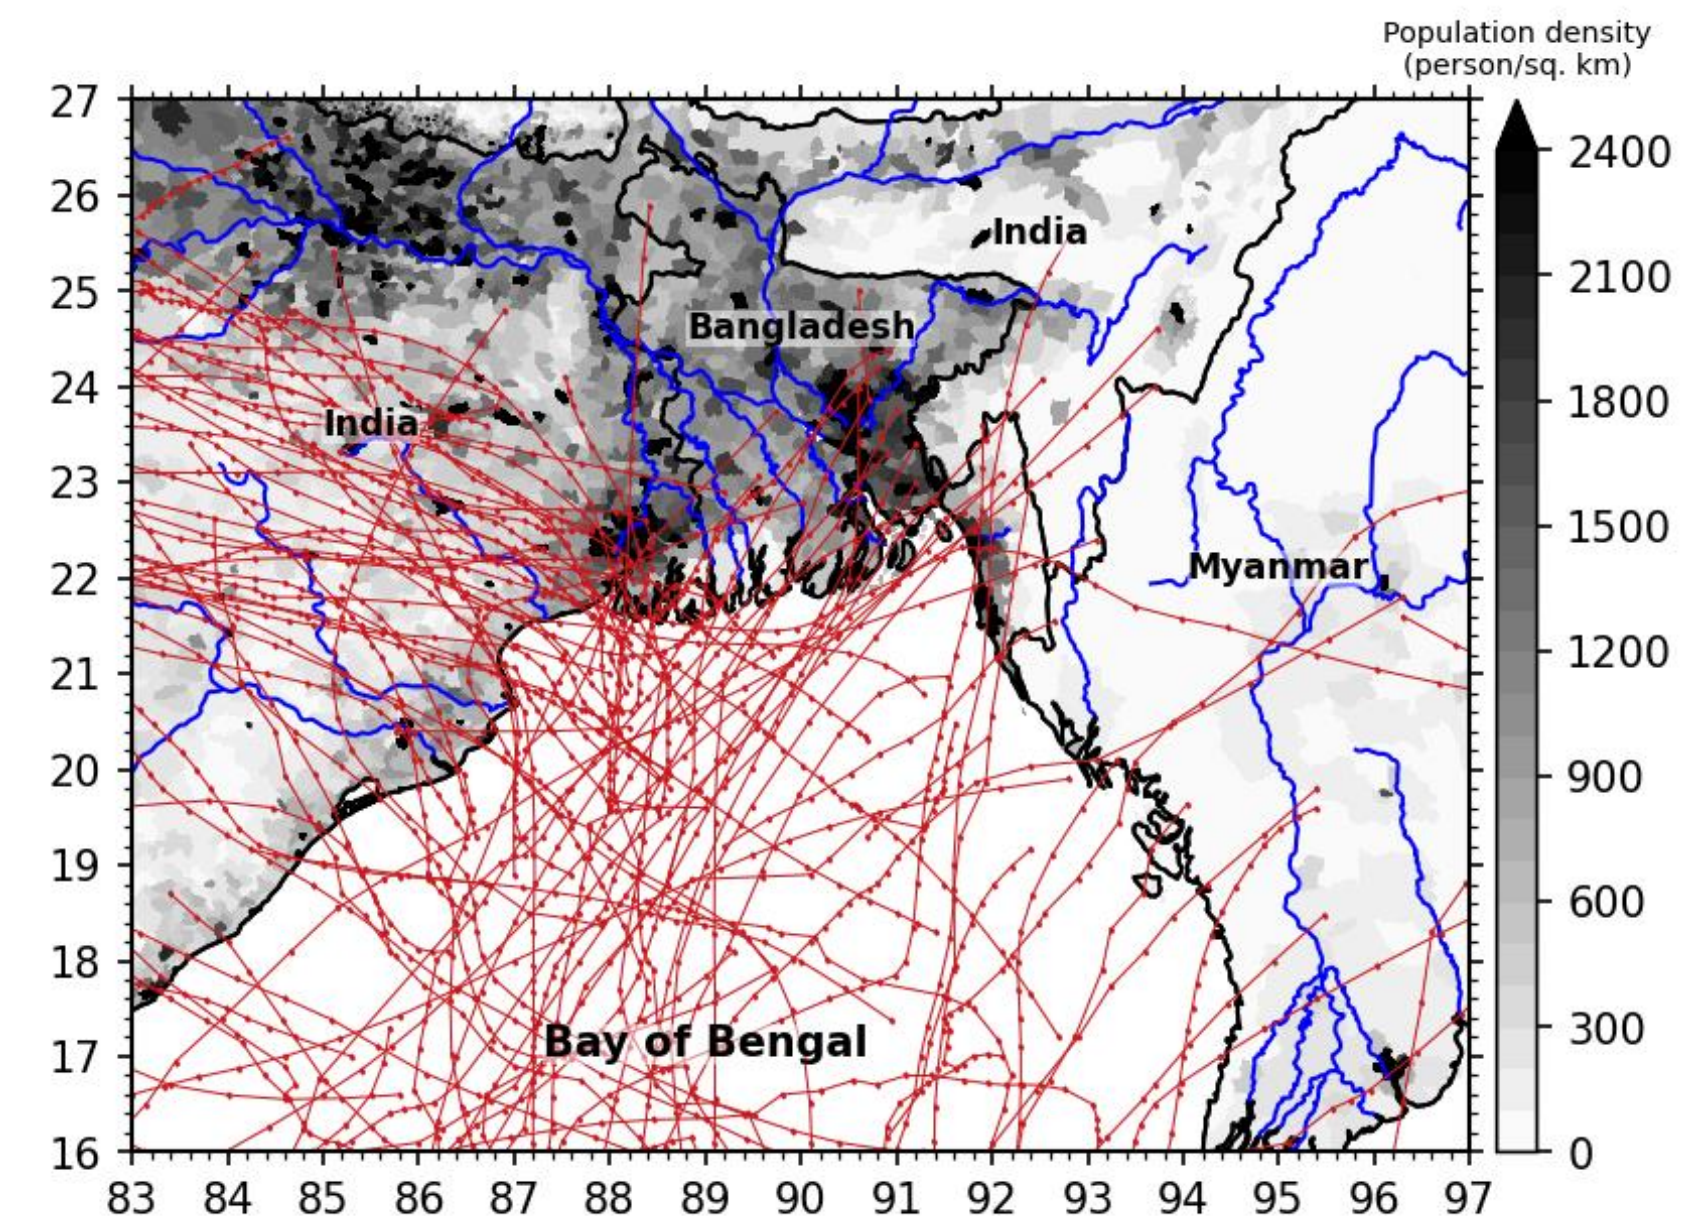 Population density
(person/sq. km)
27
26
25
24
23
22
21
20
19
18
17
16
India
Bangladesh
India
Myanmar
Bay of Bengal
2400
2100
1800
1500
1200
900
600
300
0
83 84 85 86 87 88 89 90 91 92 93 94 95 96 97